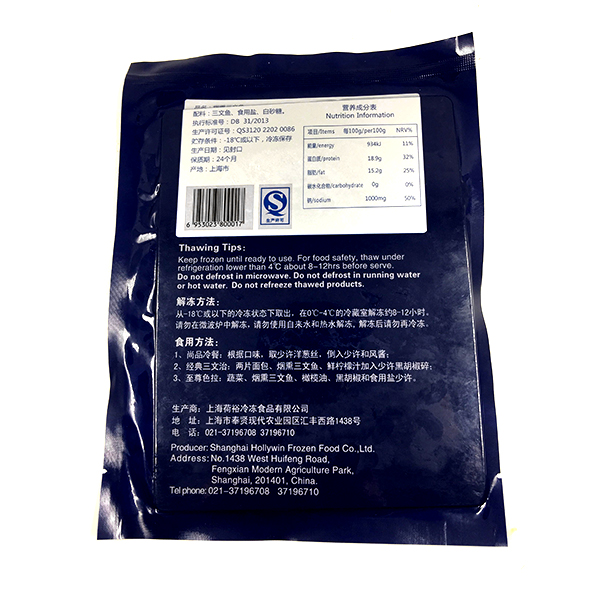 配料：三文鱼、食用盐、白砂糖。
执行标准号：DB 31/2013
生产许可证号：QS3120 2202 0086
贮存条件：-18℃或以下，冷冻保存
生产日期：见封口
保质期：24个月
产地：上海市
6 953023 800017
QS
生产许可
营养成分表
Nutrition Information
项目/Items 每100g/per100g NRV%
能量/energy 934kJ 11%
蛋白质/protein 18.9g 32%
脂肪/fat 15.2g 25%
碳水化合物/carbohydrate 0g 0%
钠/sodium 1000mg 50%
Thawing Tips:
Keep frozen until ready to use. For food safety, thaw under
refrigeration lower than 4℃ about 8-12hrs before serve.
Do not defrost in microwave. Do not defrost in running water
or hot water. Do not refreeze thawed products.
解冻方法：
从-18℃或以下的冷冻状态下取出，在0℃-4℃的冷藏室解冻约8-12小时。
请勿在微波炉中解冻，请勿使用自来水和热水解冻，解冻后请勿再冷冻。
食用方法：
1、尚品冷餐：根据口味，取少许洋葱丝，倒入少许和风酱。
2、经典三文治：两片面包、烟熏三文鱼、鲜柠檬汁加入少许黑胡椒碎；
3、至尊色拉：蔬菜、烟熏三文鱼、橄榄油、黑胡椒和食用盐少许。
生产商：上海荷裕冷冻食品有限公司
地 址：上海市奉贤现代农业园区汇丰西路1438号
电 话：021-37196708 37196710
Producer: Shanghai Hollywin Frozen Food Co.,Ltd.
Address: No.1438 West Huifeng Road,
Fengxian Modern Agriculture Park,
Shanghai, 201401, China.
Telphone: 021-37196708 37196710